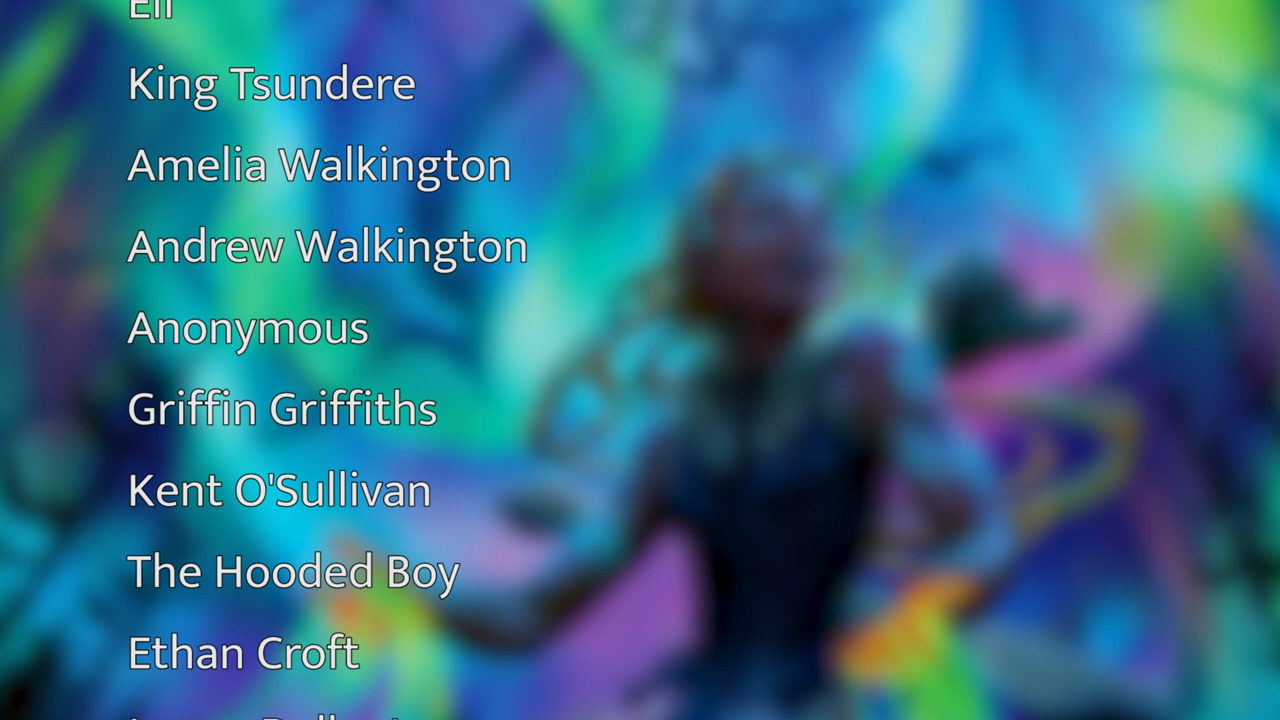 King Tsundere
Amelia Walkington
Andrew Walkington
Anonymous
Griffin Griffiths
Kent O'Sullivan
The Hooded Boy
Ethan Croft